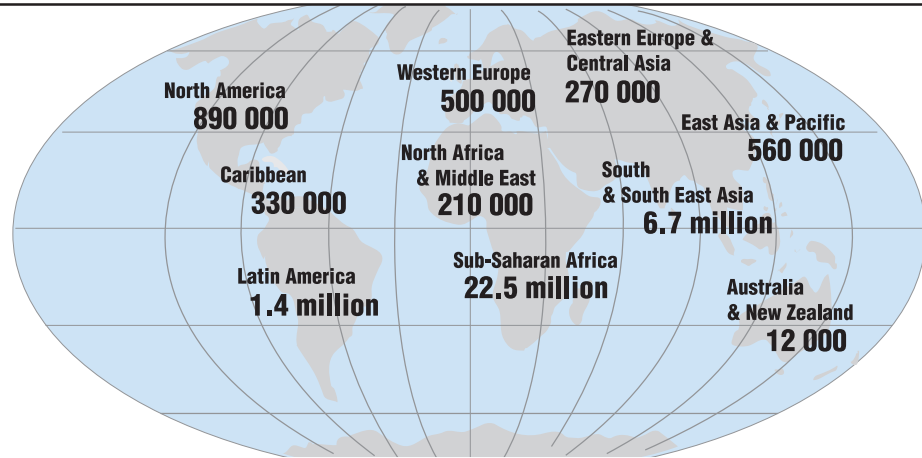 Eastern Europe &
Central Asia
270 000
Western Europe
500 000
North America
890 000
East Asia & Pacific
560 000
North Africa
& Middle East
210 000
South
& South East Asia
6.7 million
Caribbean
330 000
Sub-Saharan Africa
22.5 million
Latin America
1.4 million
Australia
& New Zealand
12 000